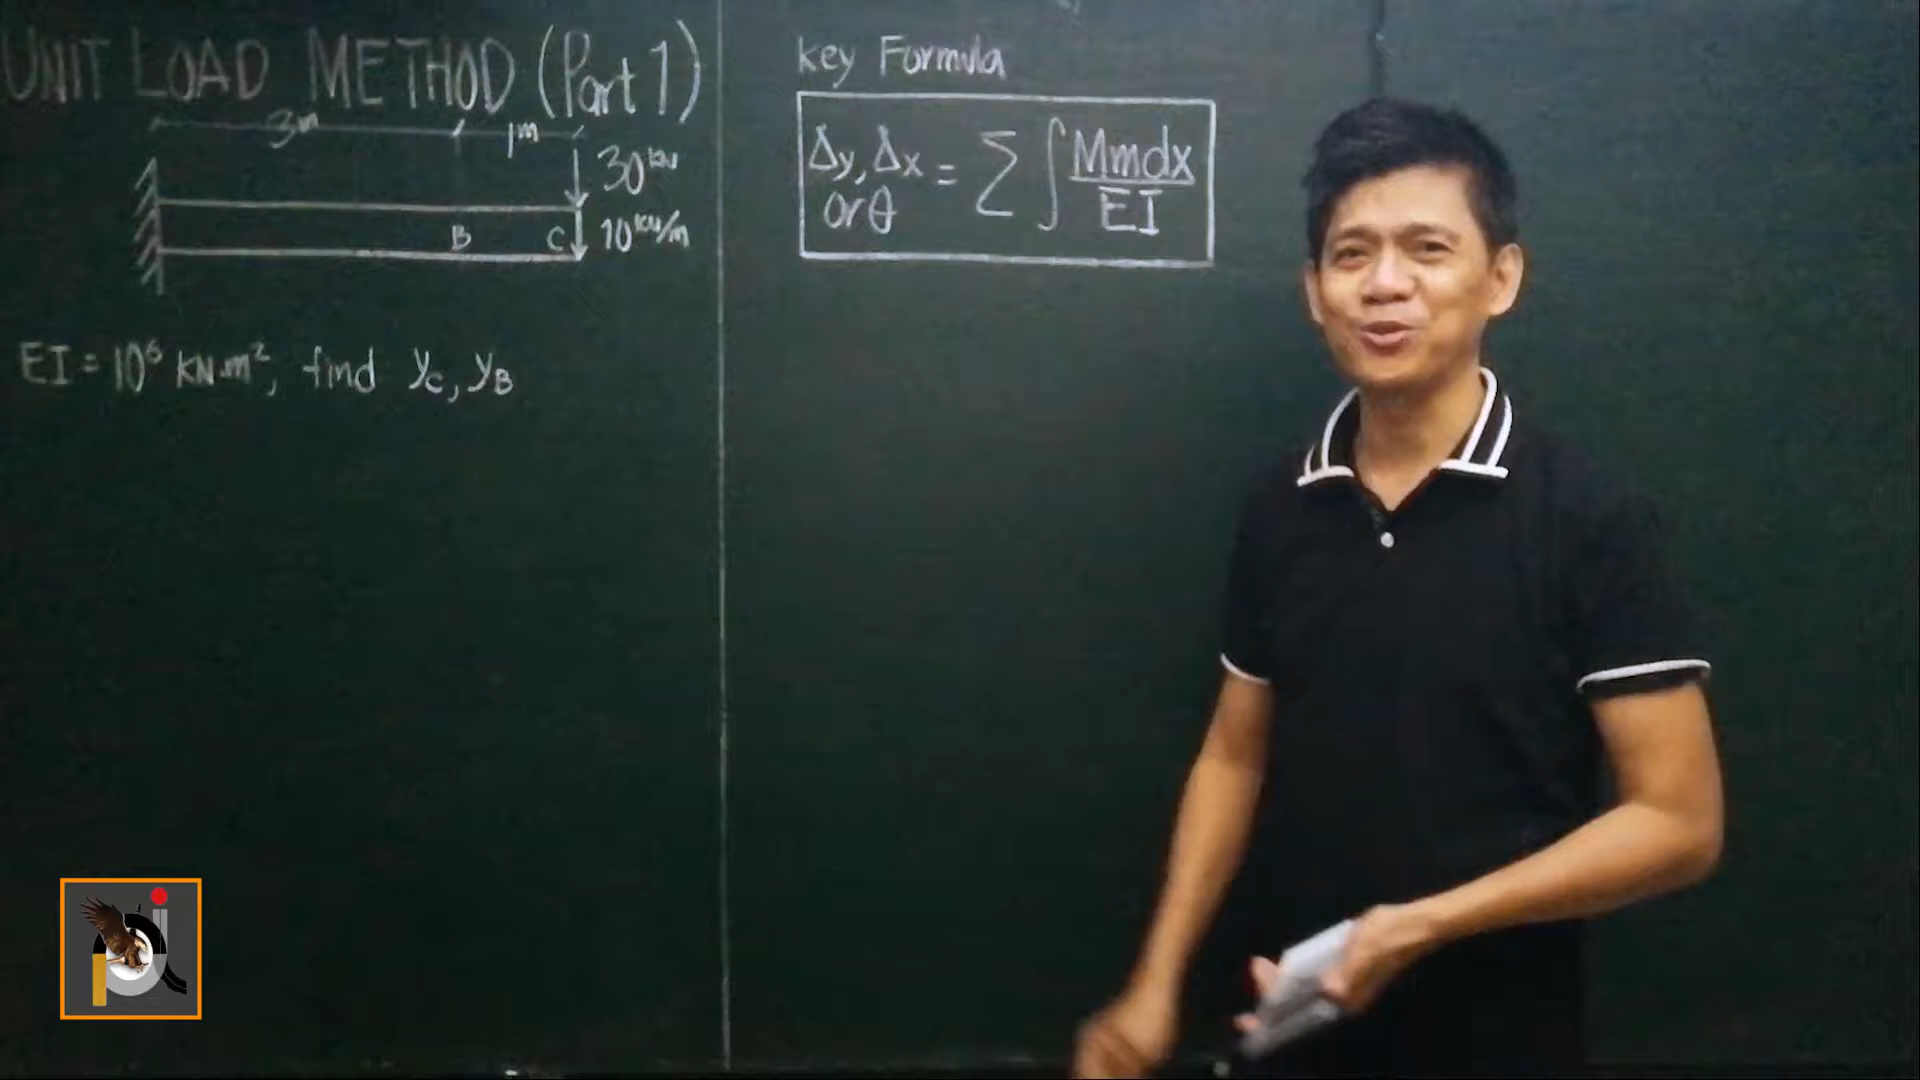 UNIT LOAD METHOD (Part 1)
3m
1m
30kN
B
C
10kN/m
EI = 10⁶ kN.m², find yc, yB
Key Formula
Δy, Δx or θ = Σ ∫ Mmdx / EI